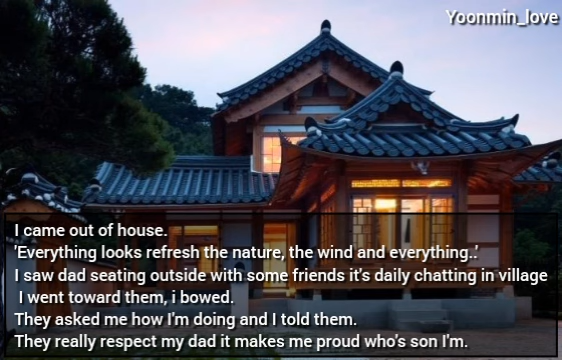 Yoonmin_love
I came out of house.
'Everything looks refresh the nature, the wind and everything..'
I saw dad seating outside with some friends it's daily chatting in village
I went toward them, i bowed.
They asked me how I'm doing and I told them.
They really respect my dad it makes me proud who's son I'm.